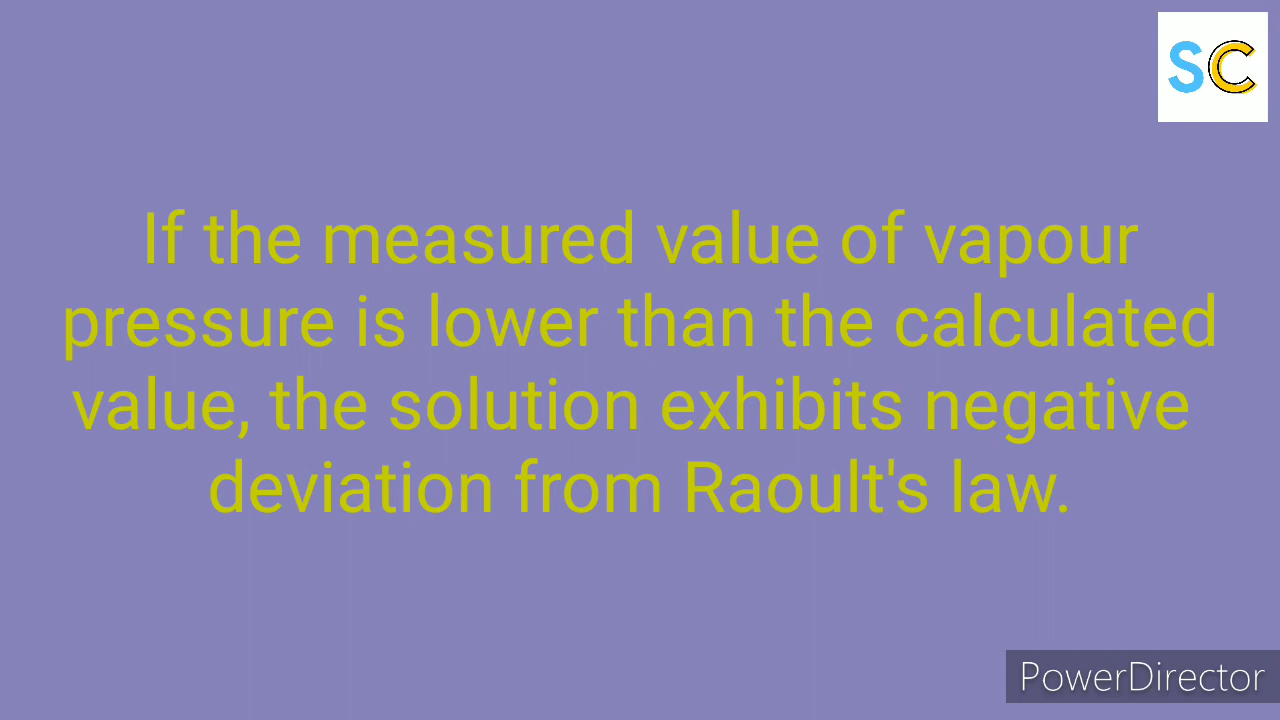 SC
If the measured value of vapour
pressure is lower than the calculated
value, the solution exhibits negative
deviation from Raoult's law.
PowerDirector